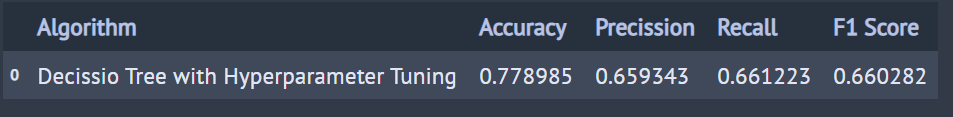 Algorithm Accuracy Precission Recall F1 Score
0 Decissio Tree with Hyperparameter Tuning 0.778985 0.659343 0.661223 0.660282